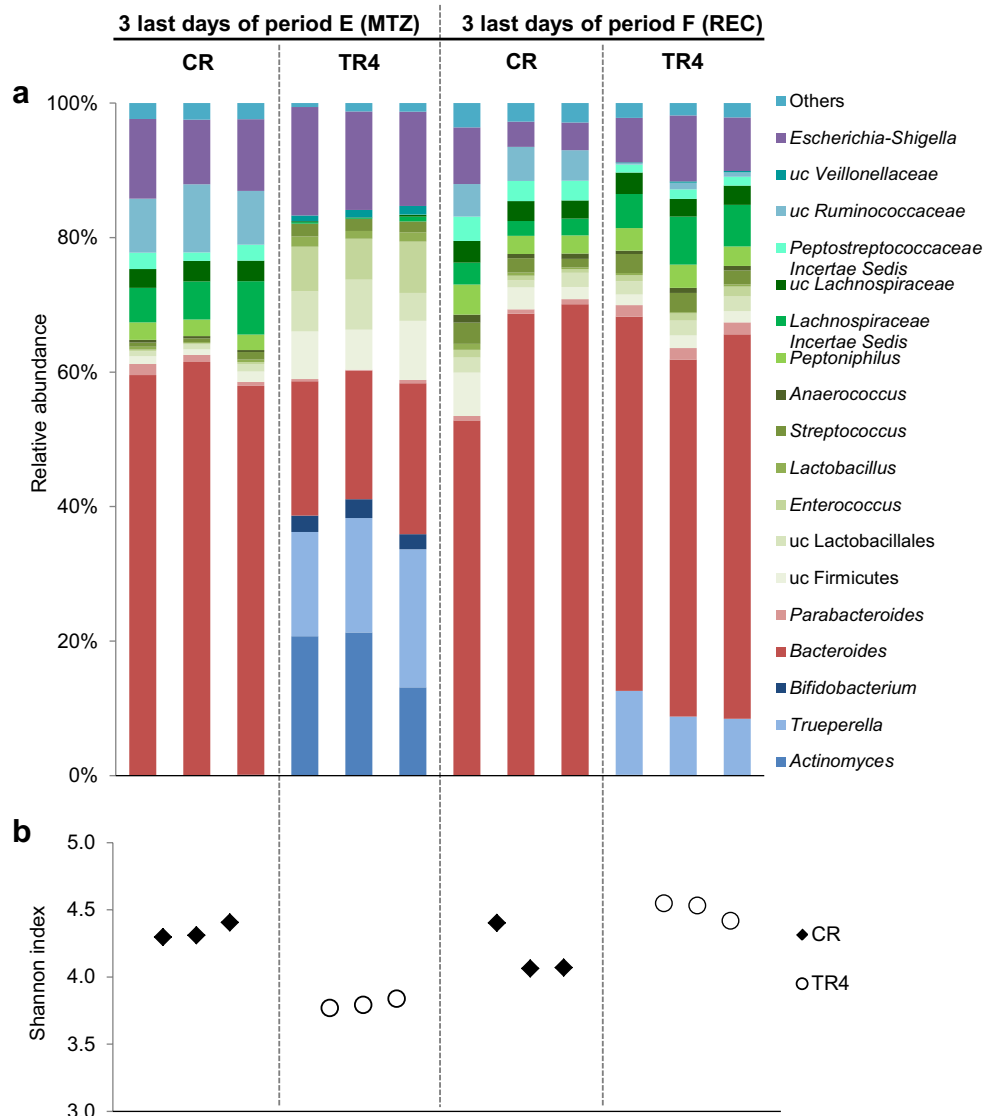 3 last days of period E (MTZ) 3 last days of period F (REC)
CR TR4 CR TR4
a
100%
80%
60%
40%
20%
0%
Relative abundance
Others
Escherichia-Shigella
uc Veillonellaceae
uc Ruminococcaceae
Peptostreptococcaceae
Incertae Sedis
uc Lachnospiraceae
Lachnospiraceae
Incertae Sedis
Peptoniphilus
Anaerococcus
Streptococcus
Lactobacillus
Enterococcus
uc Lactobacillales
uc Firmicutes
Parabacteroides
Bacteroides
Bifidobacterium
Trueperella
Actinomyces
b
5.0
4.5
4.0
3.5
3.0
Shannon index
CR
TR4